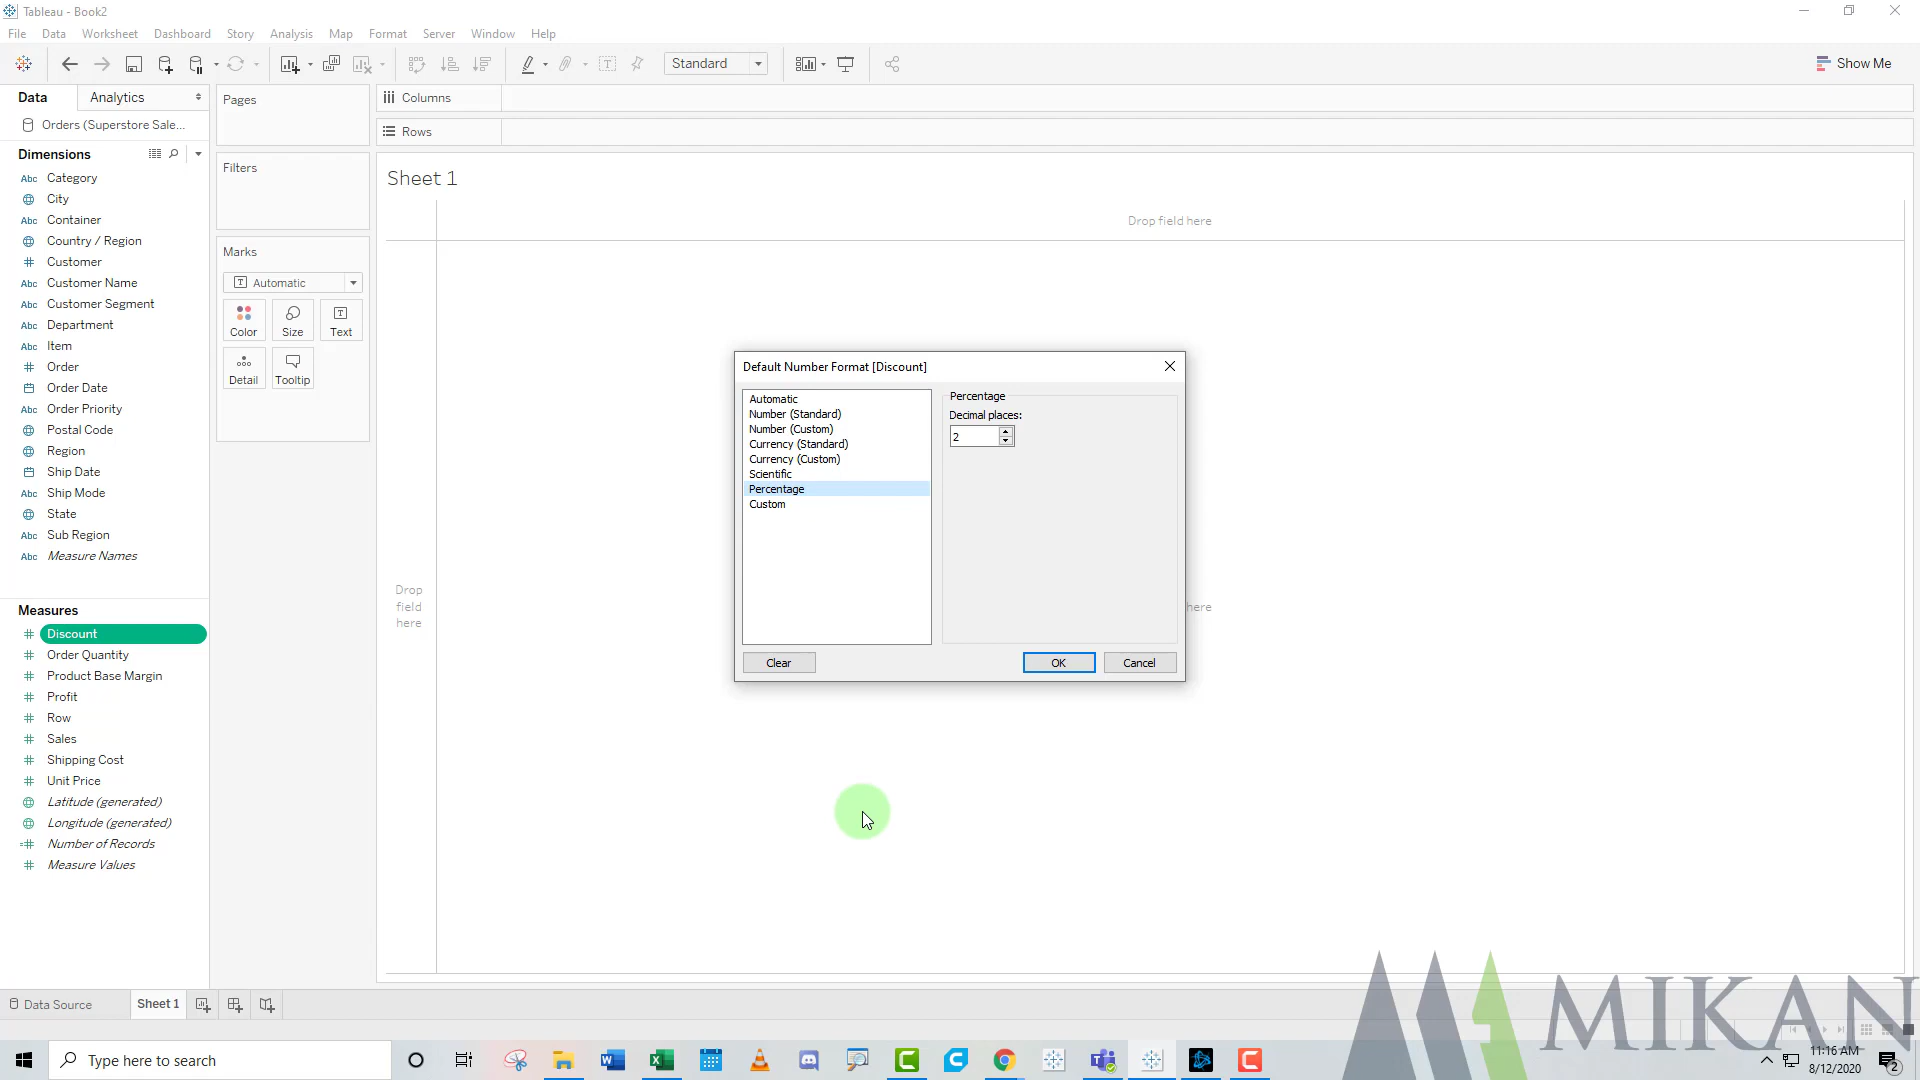 Tableau - Book2
File Data Worksheet Dashboard Story Analysis Map Format Server Window Help
Standard
Show Me
Data Analytics
Orders (Superstore Sale...
Dimensions
Abc Category
City
Abc Container
Country / Region
Customer
Abc Customer Name
Abc Customer Segment
Abc Department
Abc Item
Order
Order Date
Abc Order Priority
Postal Code
Region
Ship Date
Abc Ship Mode
State
Abc Sub Region
Abc Measure Names
Measures
Discount
Order Quantity
Product Base Margin
Profit
Row
Sales
Shipping Cost
Unit Price
Latitude (generated)
Longitude (generated)
Number of Records
Measure Values
Pages
Filters
Marks
Automatic
Color Size Text
Detail Tooltip
Columns
Rows
Sheet 1
Drop field here
Drop
field
here
here
Default Number Format [Discount]
Automatic
Number (Standard)
Number (Custom)
Currency (Standard)
Currency (Custom)
Scientific
Percentage
Custom
Percentage
Decimal places:
2
Clear OK Cancel
Data Source Sheet 1
MIKAN
Type here to search
11:16 AM
8/12/2020
2